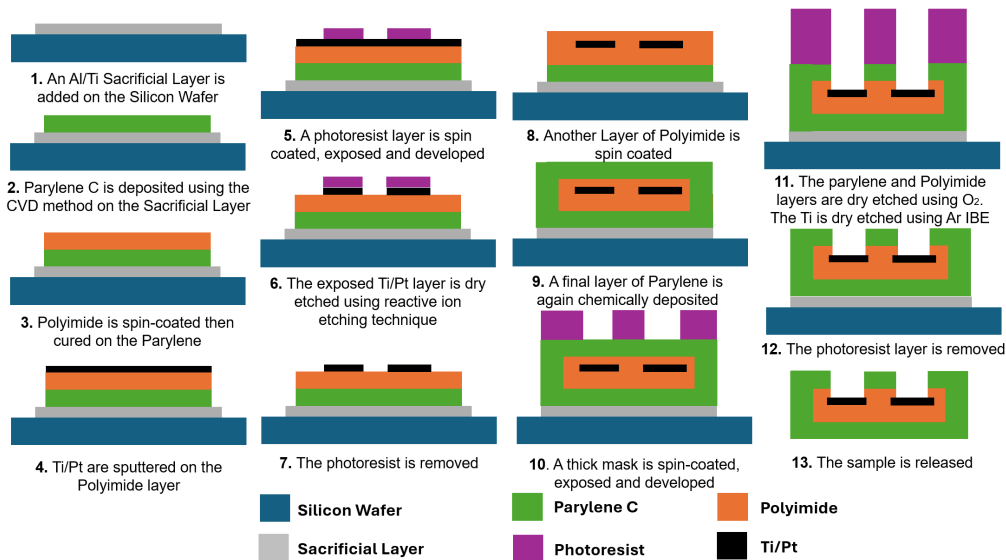 1. An Al/Ti Sacrificial Layer is
added on the Silicon Wafer
2. Parylene C is deposited using the
CVD method on the Sacrificial Layer
3. Polyimide is spin-coated then
cured on the Parylene
4. Ti/Pt are sputtered on the
Polyimide layer
5. A photoresist layer is spin
coated, exposed and developed
6. The exposed Ti/Pt layer is dry
etched using reactive ion
etching technique
7. The photoresist is removed
8. Another Layer of Polyimide is
spin coated
9. A final layer of Parylene is
again chemically deposited
10. A thick mask is spin-coated,
exposed and developed
11. The parylene and Polyimide
layers are dry etched using O₂.
The Ti is dry etched using Ar IBE
12. The photoresist layer is removed
13. The sample is released
Silicon Wafer
Parylene C
Polyimide
Sacrificial Layer
Photoresist
Ti/Pt